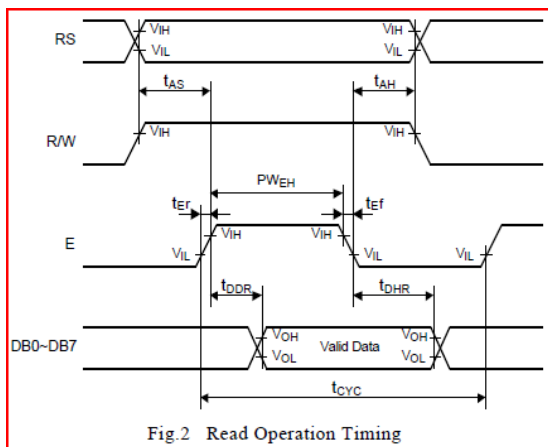 RS
VIH
VIL
VIH
VIL
tAS
tAH
R/W
VIH
VIH
PWEH
tEr
tEf
E
VIL
VIH
VIH
VIL
VIL
tDDR
tDHR
DB0~DB7
VOH
VOL
Valid Data
VOH
VOL
tCYC
Fig.2 Read Operation Timing